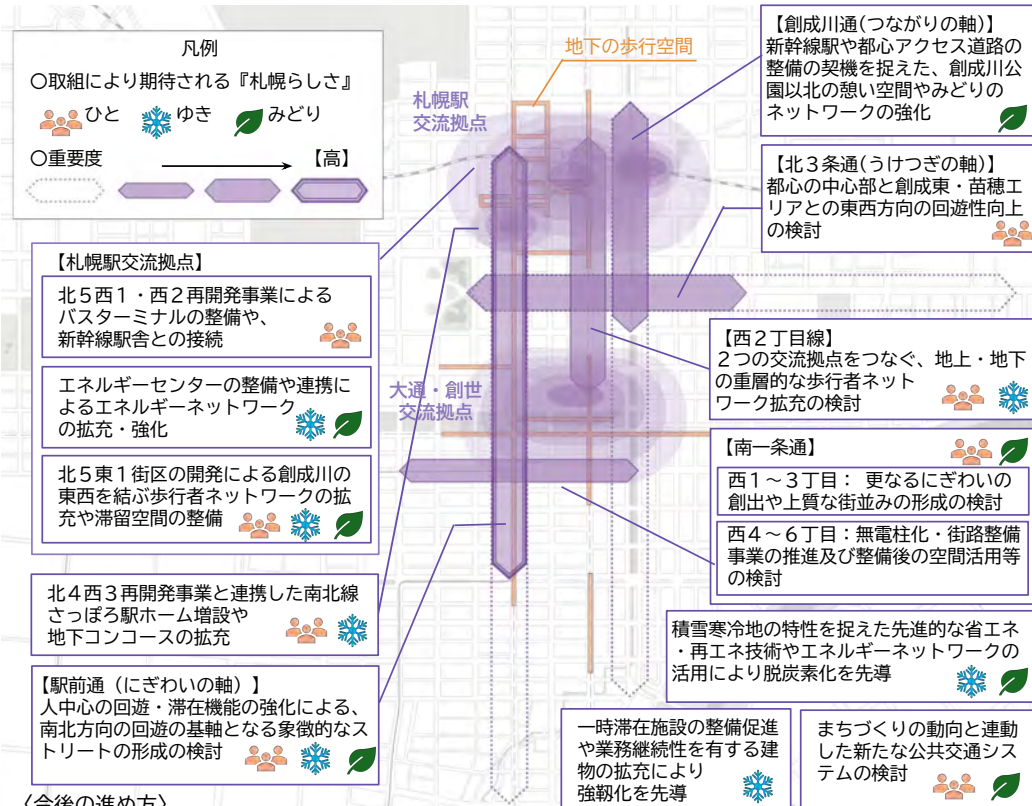 凡例
○取組により期待される『札幌らしさ』
ひと ゆき みどり
○重要度 【高】
地下の歩行空間
札幌駅
交流拠点
大通・創世
交流拠点
【札幌駅交流拠点】
北5西1・西2再開発事業による
バスターミナルの整備や、
新幹線駅舎との接続
エネルギーセンターの整備や連携に
よるエネルギーネットワーク
の拡充・強化
北5東1街区の開発による創成川の
東西を結ぶ歩行者ネットワークの拡
充や滞留空間の整備
北4西3再開発事業と連携した南北線
さっぽろ駅ホーム増設や
地下コンコースの拡充
【駅前通（にぎわいの軸）】
人中心の回遊・滞在機能の強化による、
南北方向の回遊の基軸となる象徴的なス
トリートの形成の検討
【創成川通(つながりの軸)】
新幹線駅や都心アクセス道路の
整備の契機を捉えた、創成川公
園以北の憩い空間やみどりの
ネットワークの強化
【北3条通(うけつぎの軸)】
都心の中心部と創成東・苗穂エ
リアとの東西方向の回遊性向上
の検討
【西2丁目線】
2つの交流拠点をつなぐ、地上・地下
の重層的な歩行者ネット
ワーク拡充の検討
【南一条通】
西1～3丁目： 更なるにぎわいの
創出や上質な街並みの形成の検討
西4～6丁目：無電柱化・街路整備
事業の推進及び整備後の空間活用等
の検討
積雪寒冷地の特性を捉えた先進的な省エネ
・再エネ技術やエネルギーネットワークの
活用により脱炭素化を先導
一時滞在施設の整備促進
や業務継続性を有する建
物の拡充により
強靱化を先導
まちづくりの動向と連動
した新たな公共交通シス
テムの検討
〈今後の進め方〉